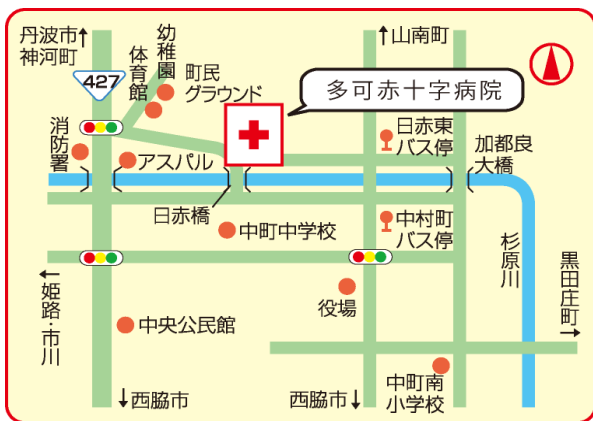 丹波市
神河町
427
幼稚園
体育館
町民
グラウンド
山南町
多可赤十字病院
消防署
アスパル
日赤東
バス停
加都良
大橋
日赤橋
中町中学校
中村町
バス停
杉原川
黒田庄町
姫路・市川
役場
中央公民館
西脇市
西脇市
中町南
小学校